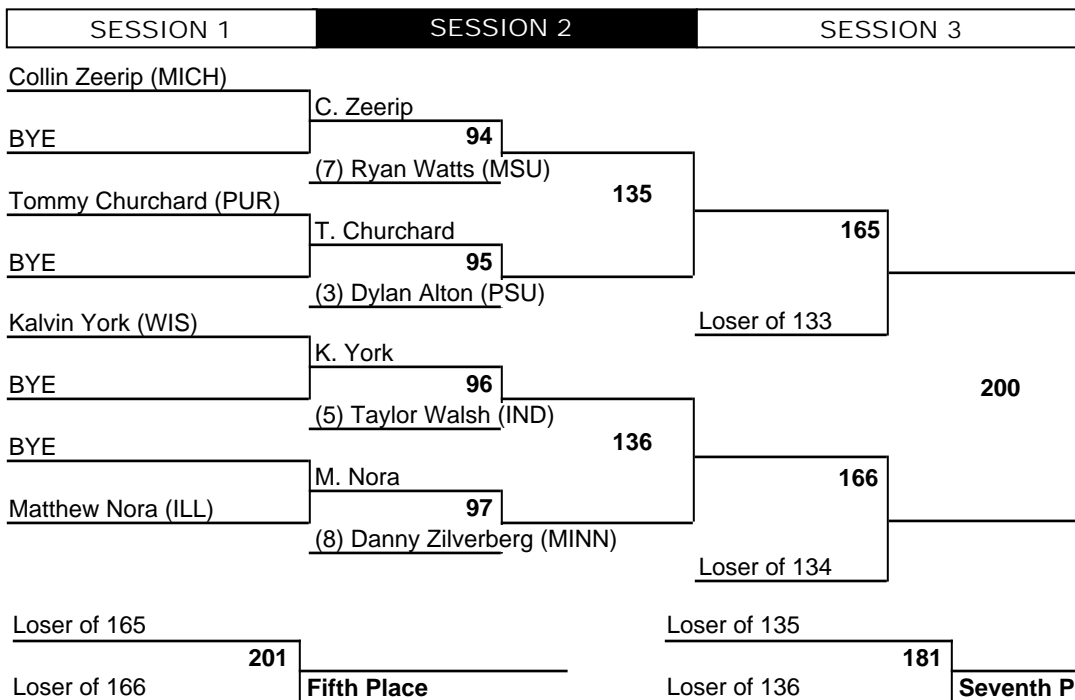 SESSION 1 SESSION 2 SESSION 3
Collin Zeerip (MICH)
C. Zeerip
BYE
94
(7) Ryan Watts (MSU)
135
Tommy Churchard (PUR)
T. Churchard
165
BYE
95
(3) Dylan Alton (PSU)
Kalvin York (WIS)
Loser of 133
K. York
BYE
96
200
(5) Taylor Walsh (IND)
136
BYE
M. Nora
166
Matthew Nora (ILL)
97
(8) Danny Zilverberg (MINN)
Loser of 134
Loser of 165
Loser of 135
201
181
Loser of 166
Fifth Place
Loser of 136
Seventh P